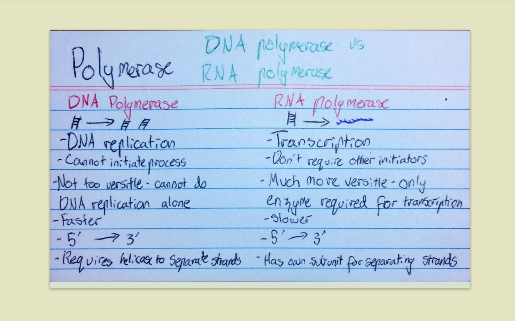 DNA polymerase vs
Polymerase RNA polymerase
DNA Polymerase RNA polymerase
→ →
-DNA replication -Transcription
-Cannot initiate process -Don't require other initiators
-Not too versitle - cannot do -Much more versitle - only
DNA replication alone enzyme required for transcription
-Faster -Slower
-5' → 3' -5' → 3'
-Requires helicase to separate strands -Has own subunit for separating strands